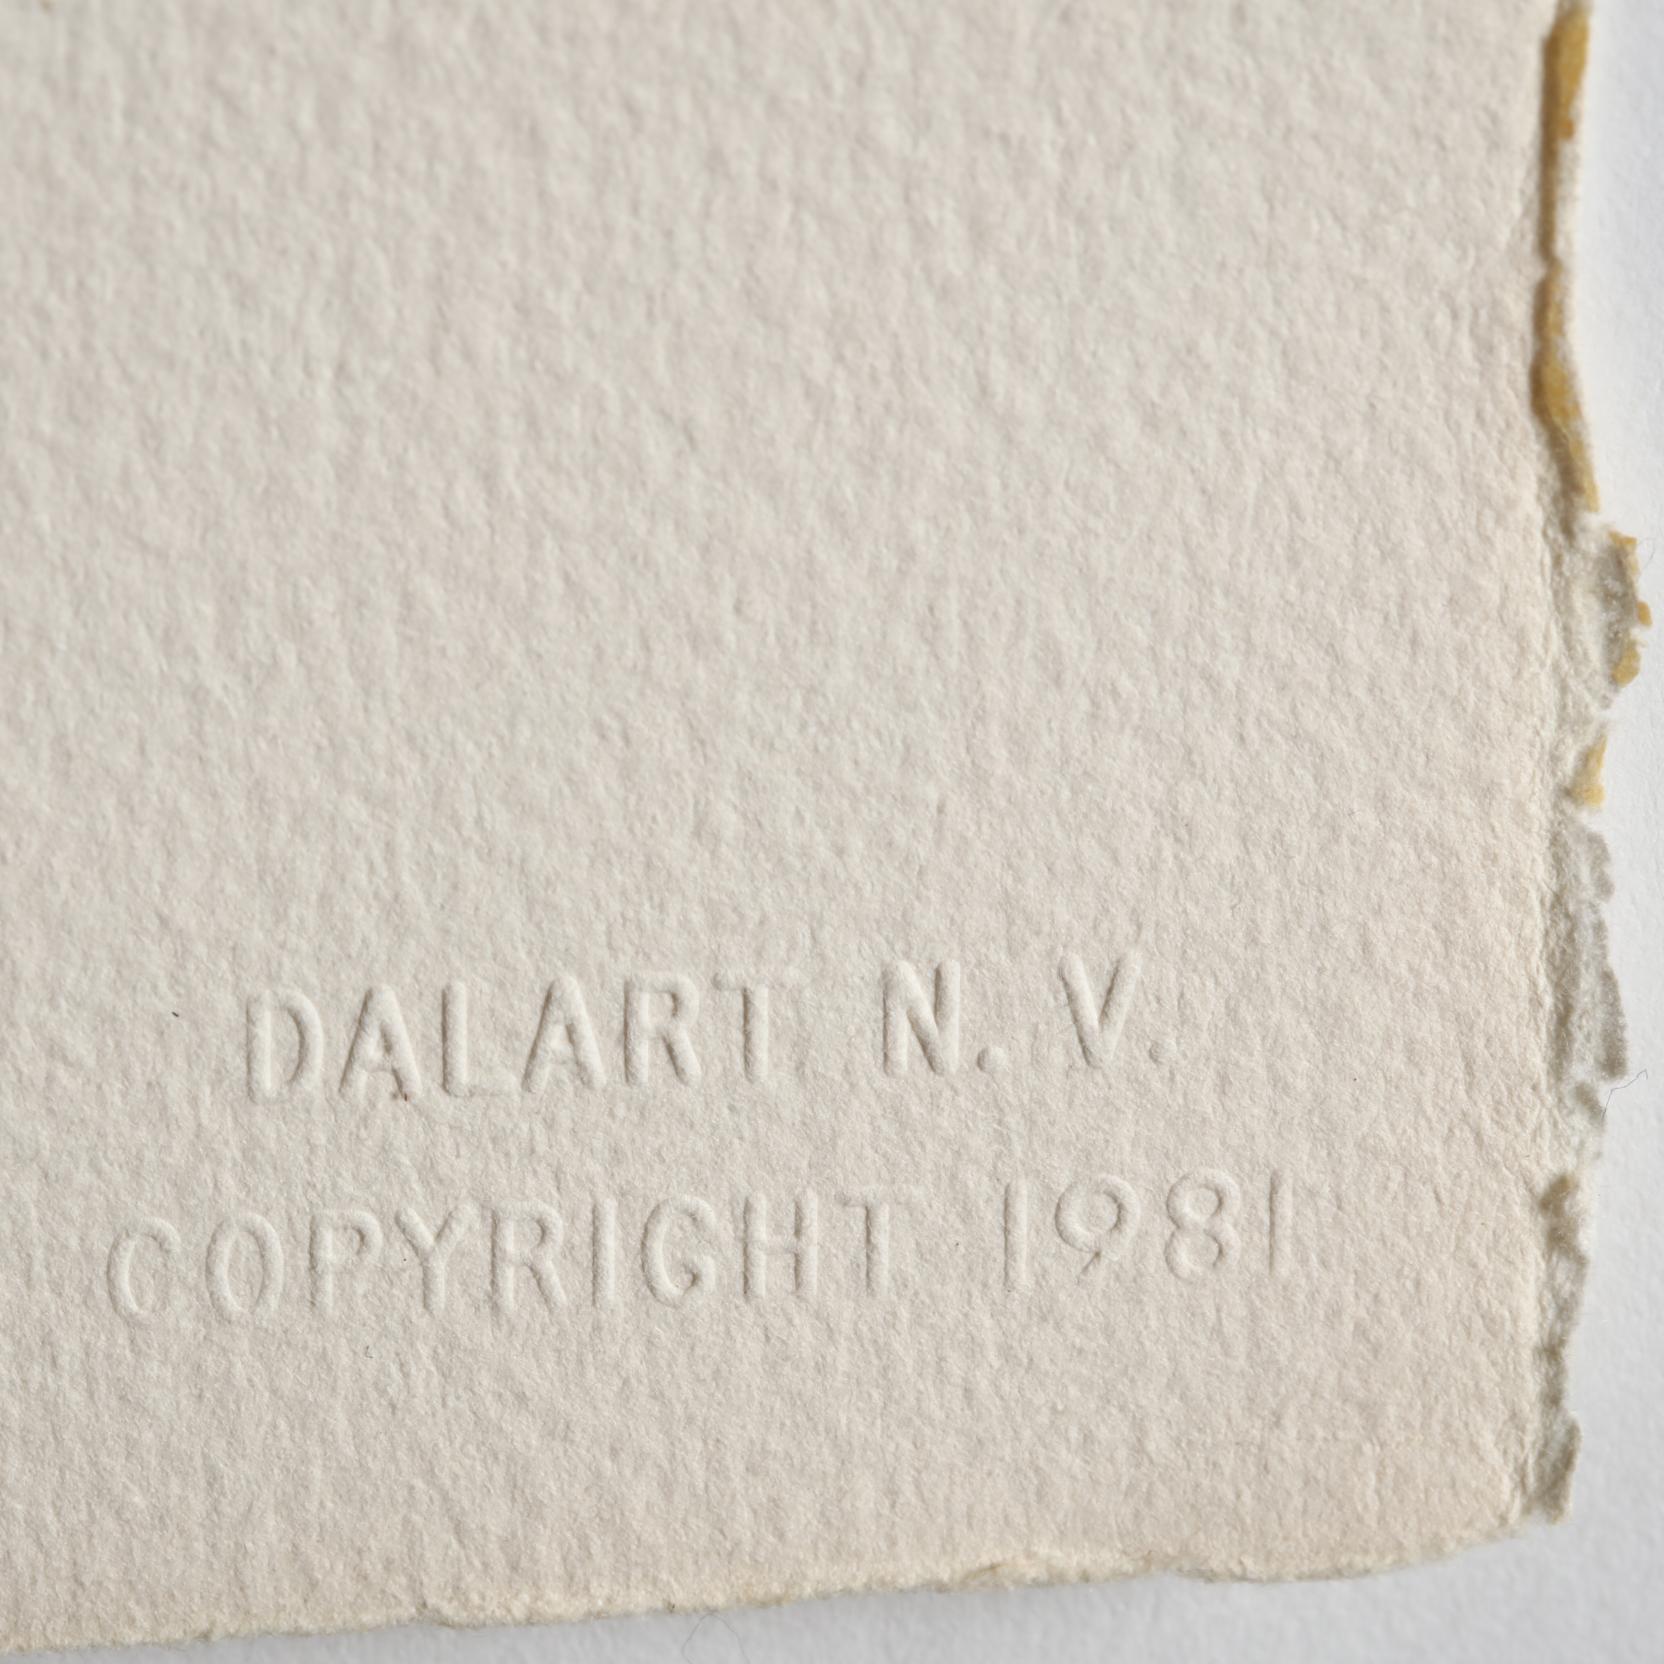 DALART N. V.
COPYRIGHT 1981